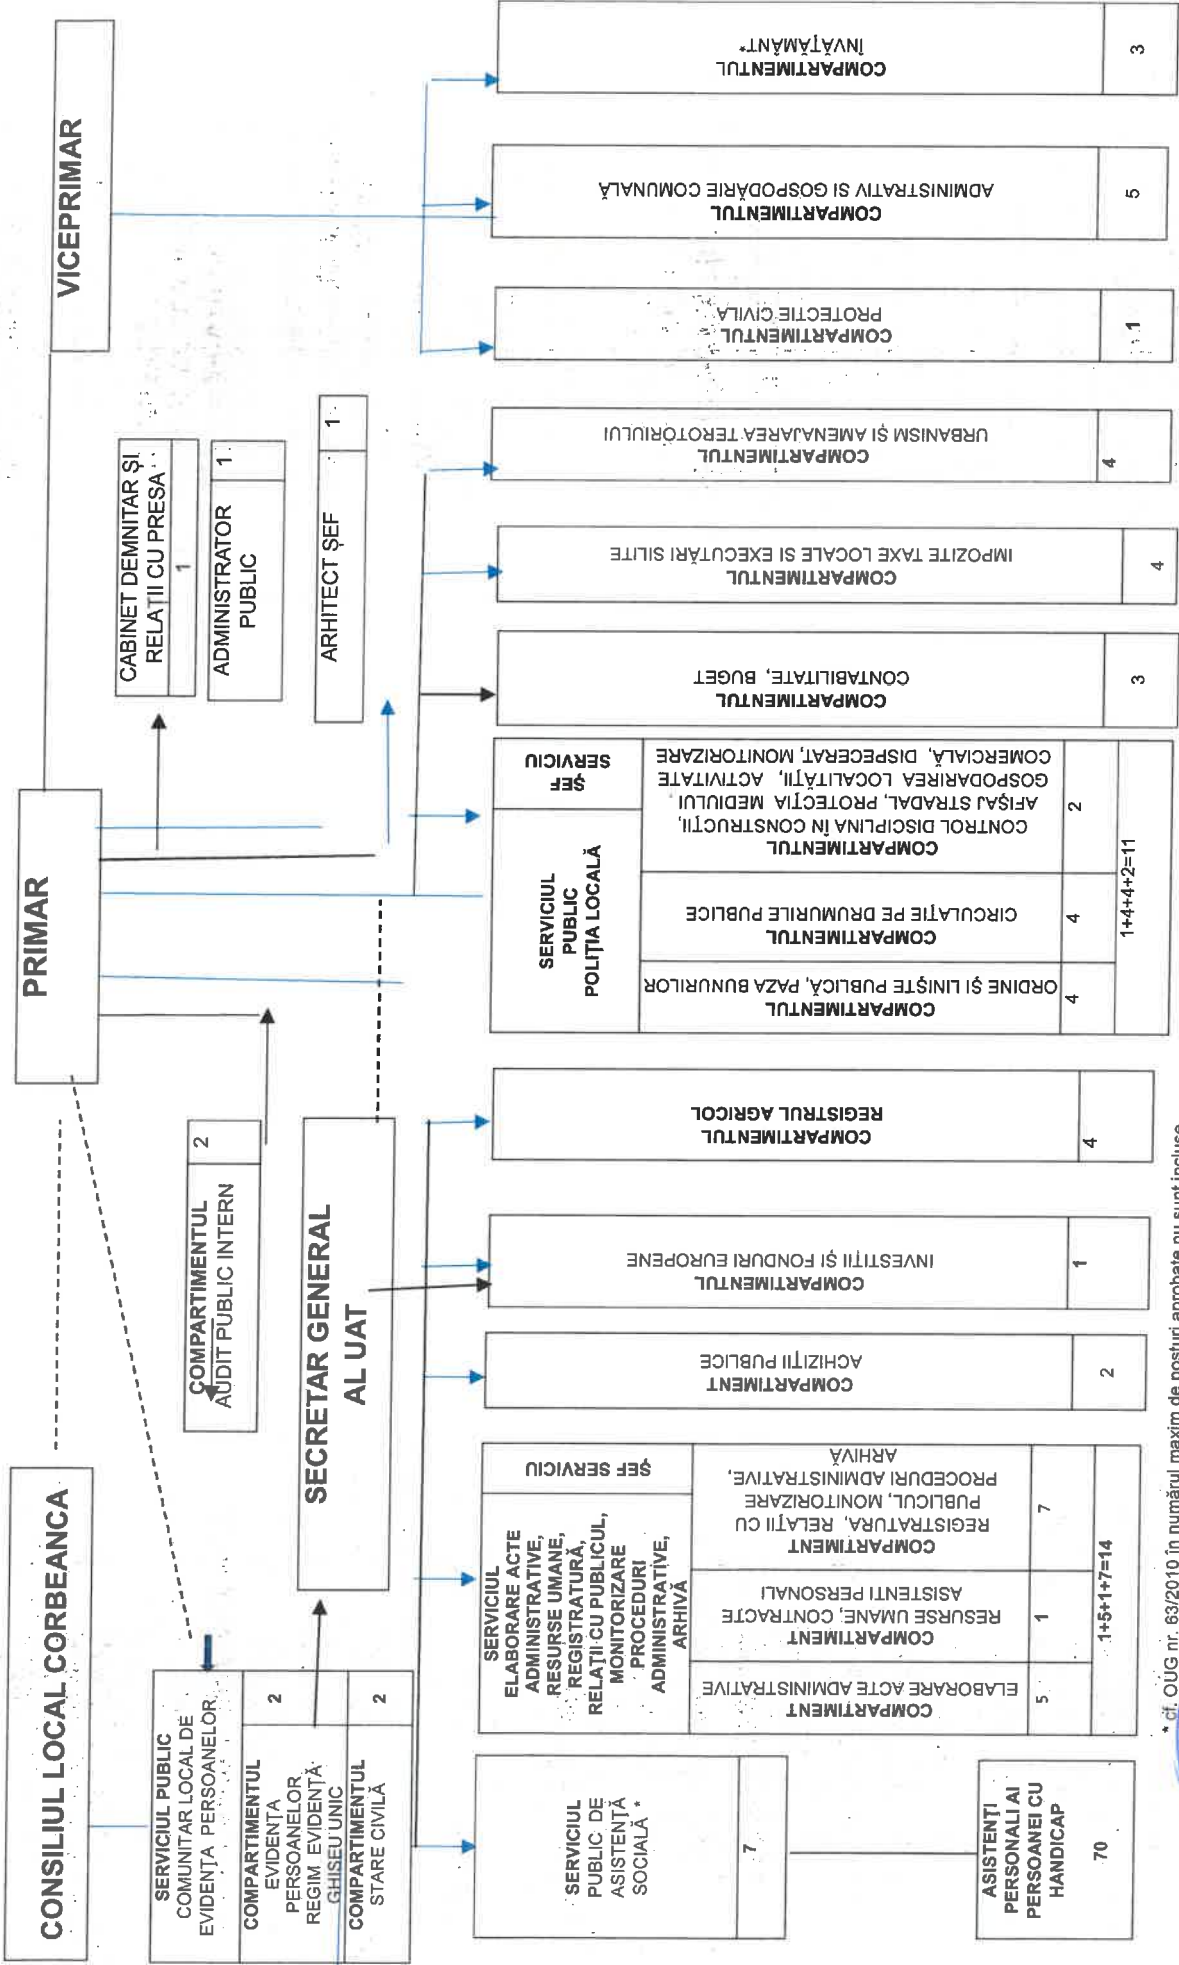 CONSILIUL LOCAL CORBEANCA
PRIMAR
VICEPRIMAR
SERVICIUL PUBLIC
COMUNITAR LOCAL DE
EVIDENȚA PERSOANELOR
COMPARTIMENTUL
EVIDENȚA
PERSOANELOR
REGIM EVIDENȚĂ
GHISEU UNIC
2
COMPARTIMENTUL
STARE CIVILĂ
2
COMPARTIMENTUL
AUDIT PUBLIC INTERN
2
CABINET DEMNITAR ȘI
RELAȚII CU PRESA
1
ADMINISTRATOR
PUBLIC
1
ARHITECT ȘEF
1
SECRETAR GENERAL
AL UAT
SERVICIUL
PUBLIC DE
ASISTENȚĂ
SOCIALĂ *
7
ASISTENȚI
PERSONALI AI
PERSOANEI CU
HANDICAP
70
SERVICIUL
ELABORARE ACTE
ADMINISTRATIVE,
RESURSE UMANE,
REGISTRATURĂ,
RELAȚII CU PUBLICUL,
MONITORIZARE
PROCEDURI
ADMINISTRATIVE,
ARHIVĂ
ȘEF SERVICIU
COMPARTIMENT
ELABORARE ACTE ADMINISTRATIVE
5
COMPARTIMENT
RESURSE UMANE, CONTRACTE
ASISTENTI PERSONALI
1
COMPARTIMENT
REGISTRATURA, RELAȚII CU
PUBLICUL, MONITORIZARE
PROCEDURI ADMINISTRATIVE,
ARHIVĂ
7
1+5+1+7=14
COMPARTIMENT
ACHIZIȚII PUBLICE
2
COMPARTIMENTUL
INVESTIȚII ȘI FONDURI EUROPENE
1
COMPARTIMENTUL
REGISTRUL AGRICOL
4
SERVICIUL
PUBLIC
POLIȚIA LOCALĂ
ȘEF
SERVICIU
COMPARTIMENTUL
ORDINE ȘI LINIȘTE PUBLICĂ, PAZA BUNURILOR
4
COMPARTIMENTUL
CIRCULAȚIE PE DRUMURILE PUBLICE
4
COMPARTIMENTUL
CONTROL DISCIPLINA ÎN CONSTRUCȚII,
AFIȘAJ STRADAL, PROTECȚIA MEDIULUI,
GOSPODARIREA LOCALITĂȚII, ACTIVITATE
COMERCIALĂ, DISPECERAT, MONITORIZARE
2
1+4+4+2=11
COMPARTIMENTUL
CONTABILITATE, BUGET
3
COMPARTIMENTUL
IMPOZITE TAXE LOCALE SI EXECUTĂRI SILITE
4
COMPARTIMENTUL
URBANISM ȘI AMENAJAREA TEROTORIULUI
4
COMPARTIMENTUL
PROTECTIE CIVILA
1
COMPARTIMENTUL
ADMINISTRATIV SI GOSPODĂRIE COMUNALĂ
5
COMPARTIMENTUL
ÎNVĂȚĂMÂNT*
3
* cf. OUG nr. 63/2010 în numărul maxim de posturi aprobate nu sunt incluse